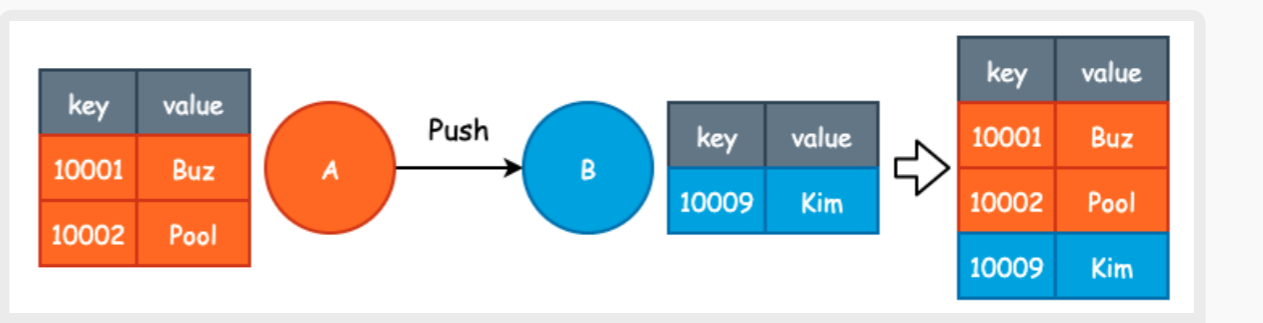 key value
10001 Buz
10002 Pool
A
Push
B
key value
10009 Kim
key value
10001 Buz
10002 Pool
10009 Kim